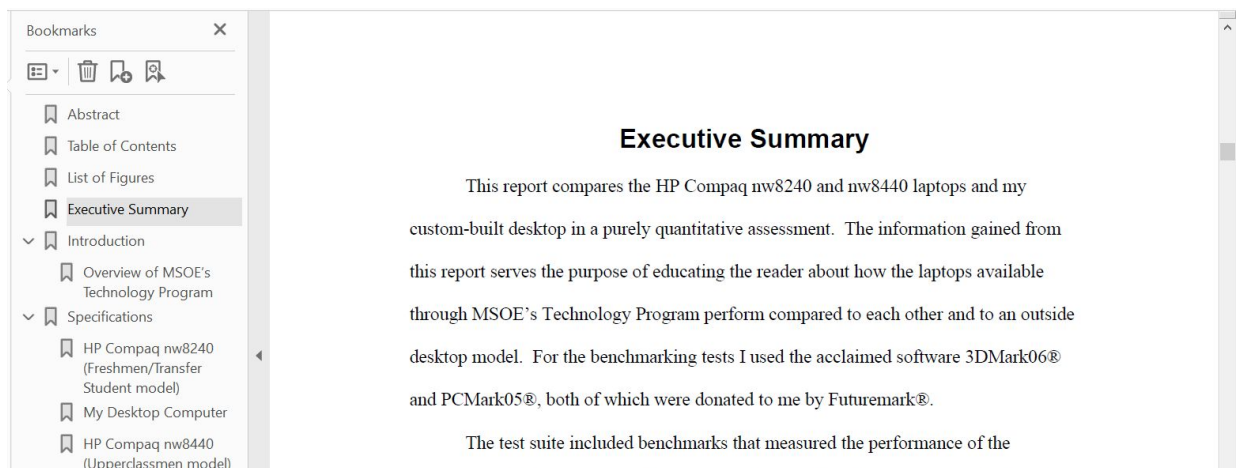 Bookmarks
Abstract
Table of Contents
List of Figures
Executive Summary
Introduction
Overview of MSOE's
Technology Program
Specifications
HP Compaq nw8240
(Freshmen/Transfer
Student model)
My Desktop Computer
HP Compaq nw8440
(Upperclassmen model)
Executive Summary
This report compares the HP Compaq nw8240 and nw8440 laptops and my
custom-built desktop in a purely quantitative assessment.  The information gained from
this report serves the purpose of educating the reader about how the laptops available
through MSOE's Technology Program perform compared to each other and to an outside
desktop model.  For the benchmarking tests I used the acclaimed software 3DMark06®
and PCMark05®, both of which were donated to me by Futuremark®.
The test suite included benchmarks that measured the performance of the